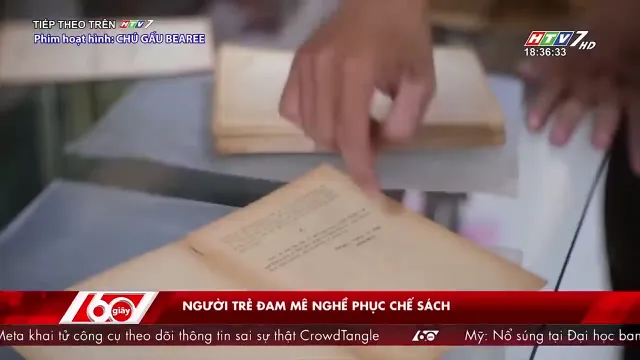 TIẾP THEO TRÊN HTV7
Phim hoạt hình: CHÚ GẤU BEAREE
HTV7 HD
18:36:33
60 giây
NGƯỜI TRẺ ĐAM MÊ NGHỀ PHỤC CHẾ SÁCH
Meta khai tử công cụ theo dõi thông tin sai sự thật CrowdTangle 60 Mỹ: Nổ súng tại Đại học ban